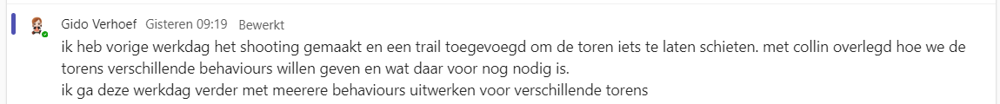 Gido Verhoef Gisteren 09:19 Bewerkt
ik heb vorige werkdag het shooting gemaakt en een trail toegevoegd om de toren iets te laten schieten. met collin overlegd hoe we de
torens verschillende behaviours willen geven en wat daar voor nog nodig is.
ik ga deze werkdag verder met meerere behaviours uitwerken voor verschillende torens